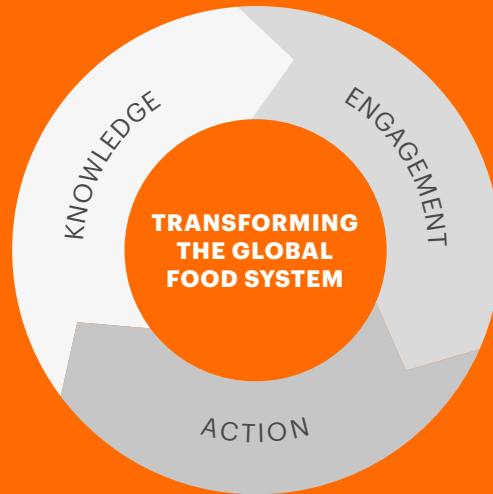 KNOWLEDGE
ENGAGEMENT
TRANSFORMING
THE GLOBAL
FOOD SYSTEM
ACTION